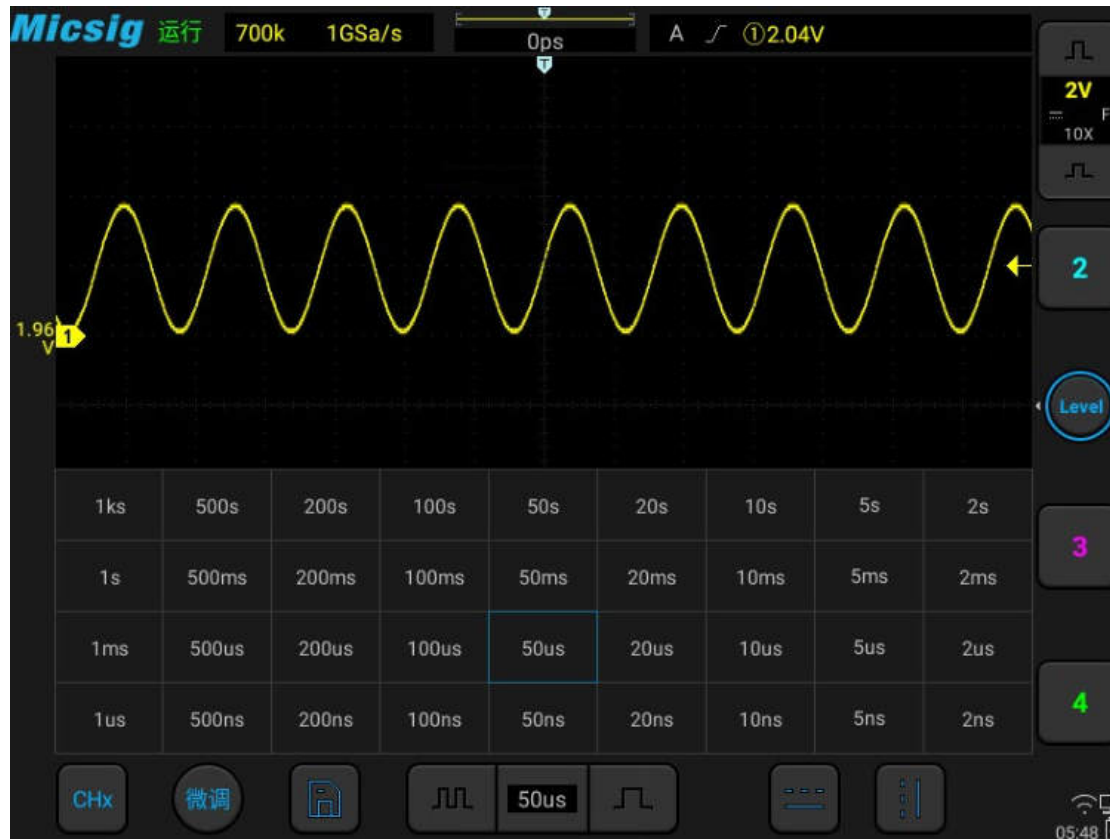 Micsig 运行 700k 1GSa/s 0ps A ①2.04V
T
T
2V
F
10X
2
1.96
V
1
Level
1ks 500s 200s 100s 50s 20s 10s 5s 2s
1s 500ms 200ms 100ms 50ms 20ms 10ms 5ms 2ms
3
1ms 500us 200us 100us 50us 20us 10us 5us 2us
1us 500ns 200ns 100ns 50ns 20ns 10ns 5ns 2ns
4
CHx 微调 50us
05:48